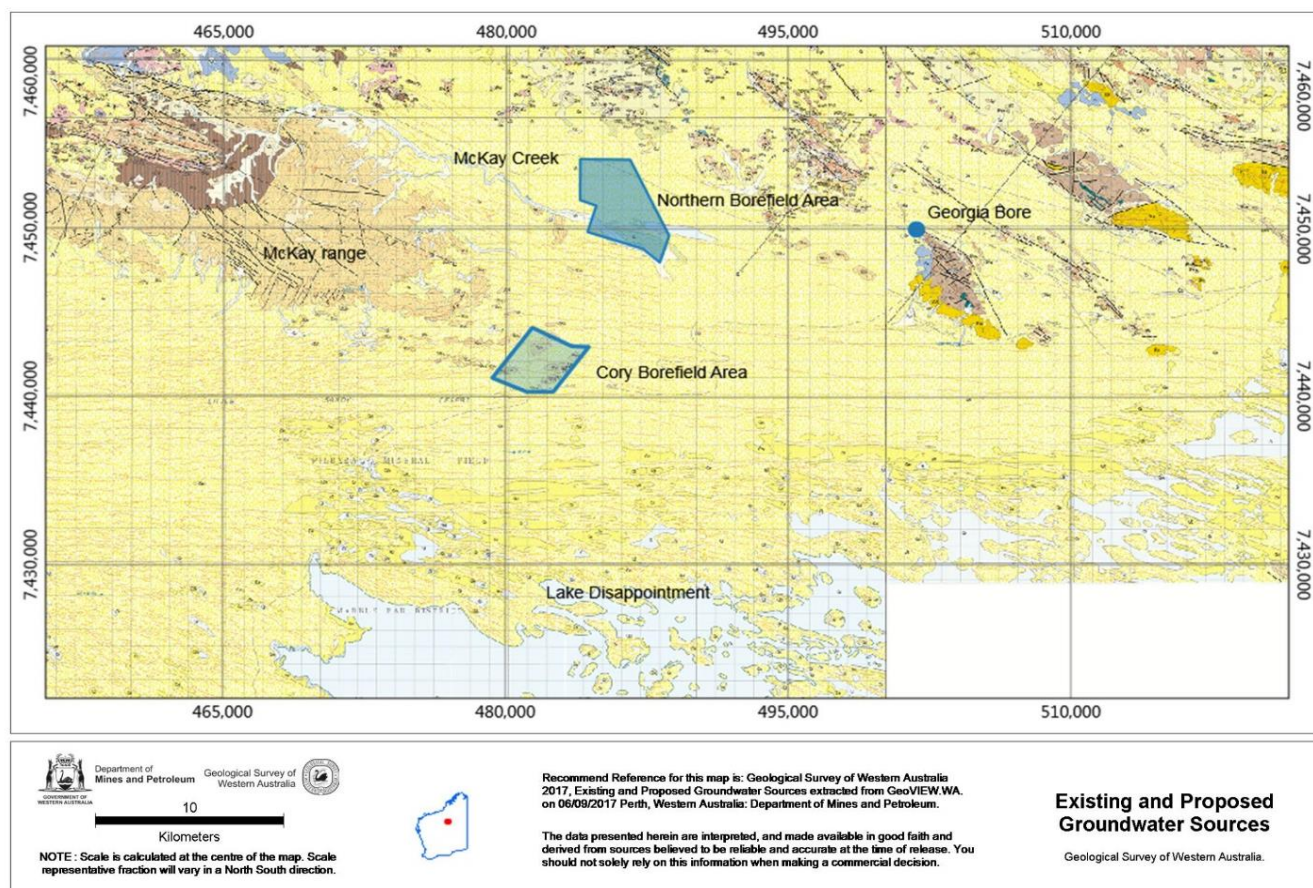 465,000 480,000 495,000 510,000
7,460,000
7,450,000
7,440,000
7,430,000
McKay Creek
Northern Borefield Area
Georgia Bore
McKay range
Cory Borefield Area
Lake Disappointment
7,460,000
7,450,000
7,440,000
7,430,000
465,000 480,000 495,000 510,000
GOVERNMENT OF
WESTERN AUSTRALIA
Department of
Mines and Petroleum
Geological Survey of
Western Australia
10
Kilometers
NOTE : Scale is calculated at the centre of the map. Scale
representative fraction will vary in a North South direction.
Recommend Reference for this map is: Geological Survey of Western Australia
2017, Existing and Proposed Groundwater Sources extracted from GeoVIEW.WA.
on 06/09/2017 Perth, Western Australia: Department of Mines and Petroleum.
The data presented herein are interpreted, and made available in good faith and
derived from sources believed to be reliable and accurate at the time of release. You
should not solely rely on this information when making a commercial decision.
Existing and Proposed
Groundwater Sources
Geological Survey of Western Australia.